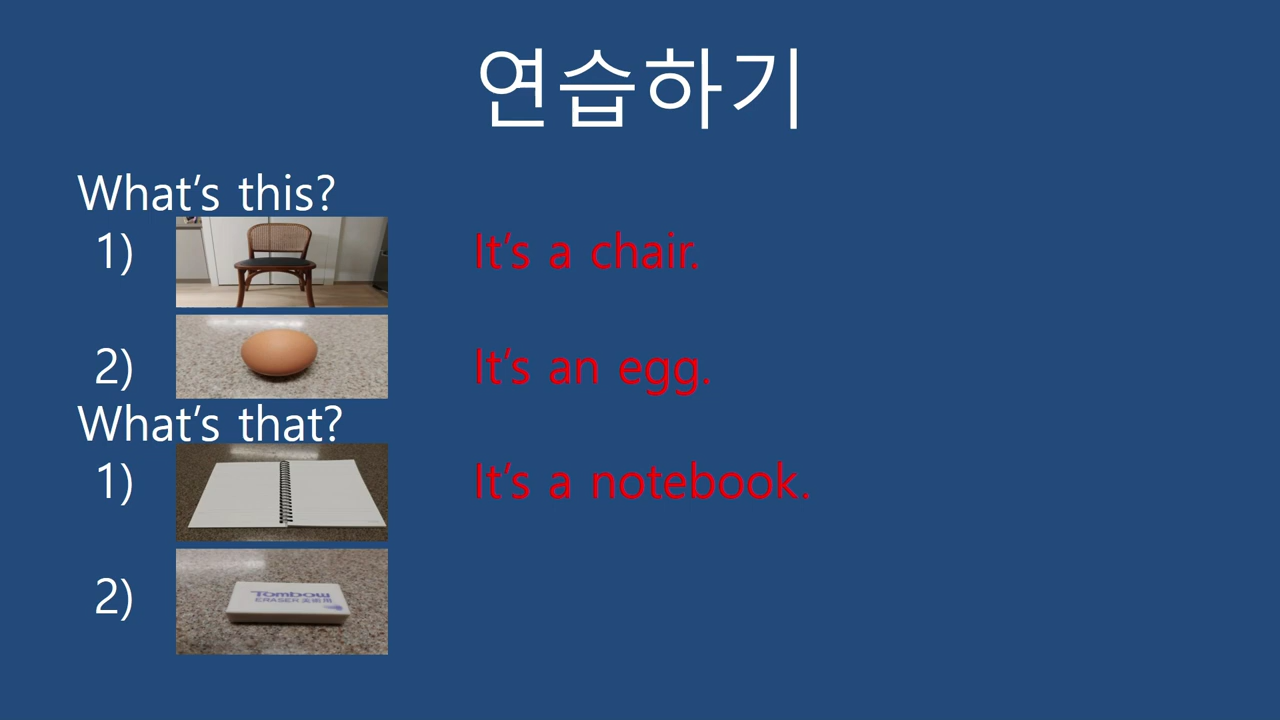 연습하기
What's this?
1)
It's a chair.
2)
It's an egg.
What's that?
1)
It's a notebook.
2)
Tombow
ERASER